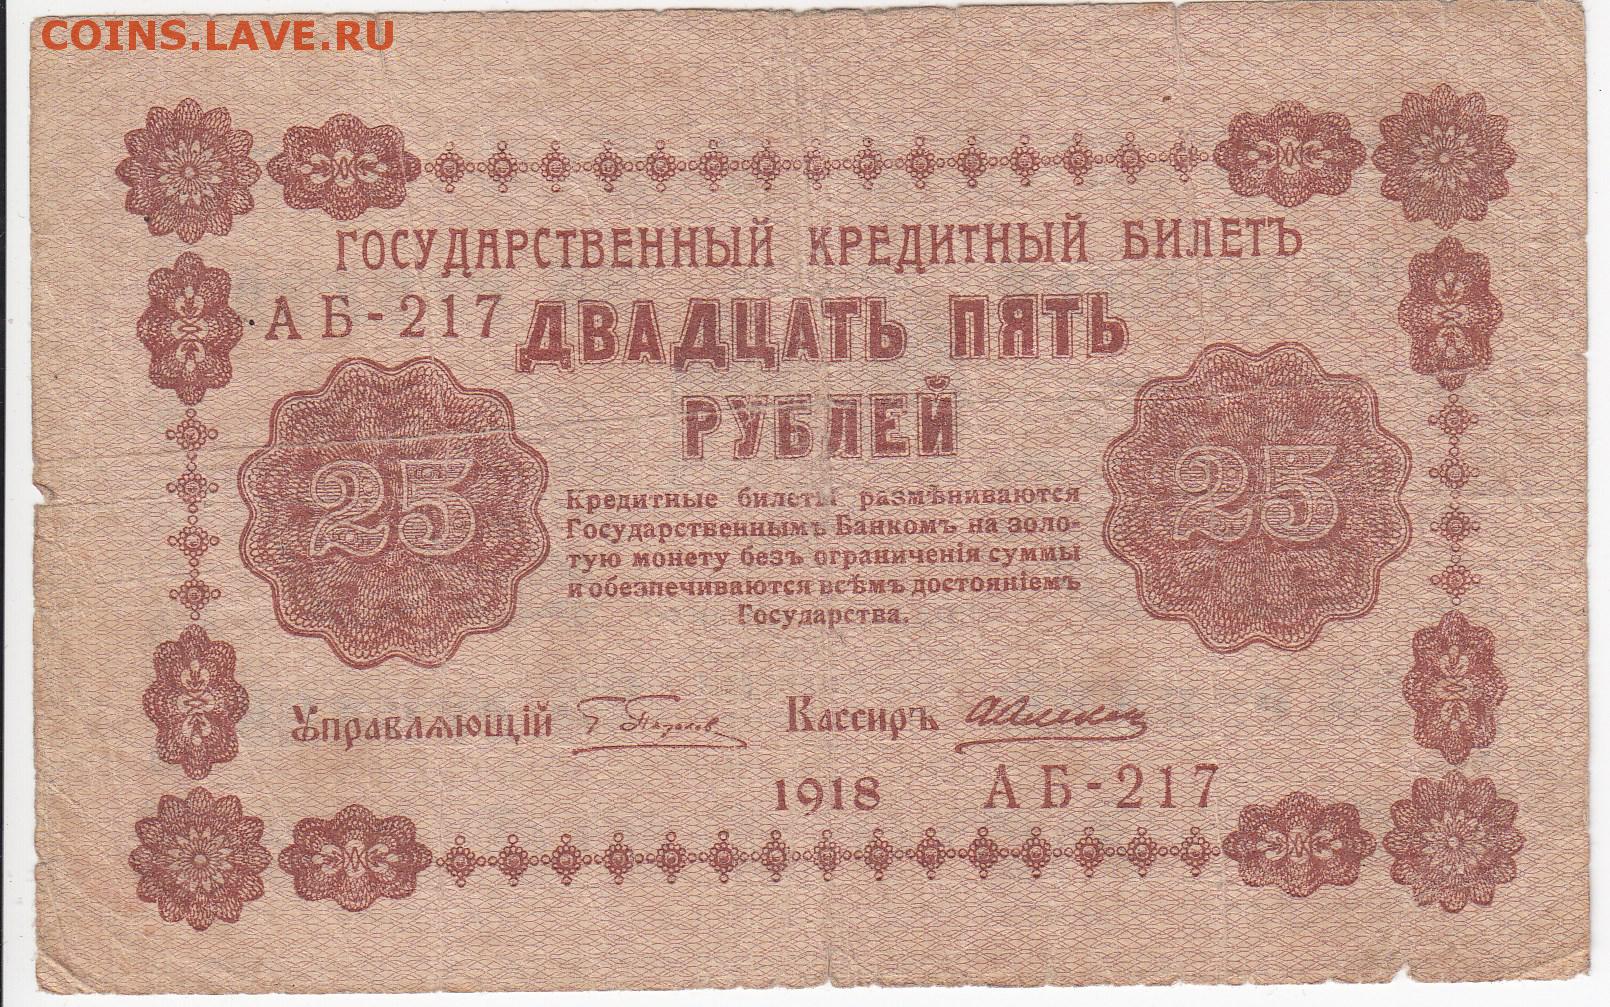 COINS.LAVE.RU
ГОСУДАРСТВЕННЫЙ КРЕДИТНЫЙ БИЛЕТЪ
АБ-217 ДВАДЦАТЬ ПЯТЬ
РУБЛЕЙ
25 25
Кредитные билеты размѣниваются
Государственнымъ Банкомъ на золо-
тую монету безъ ограниченія суммы
и обезпечиваются всѣмъ достояніемъ
Государства.
Управляющій Кассиръ
1918 АБ-217